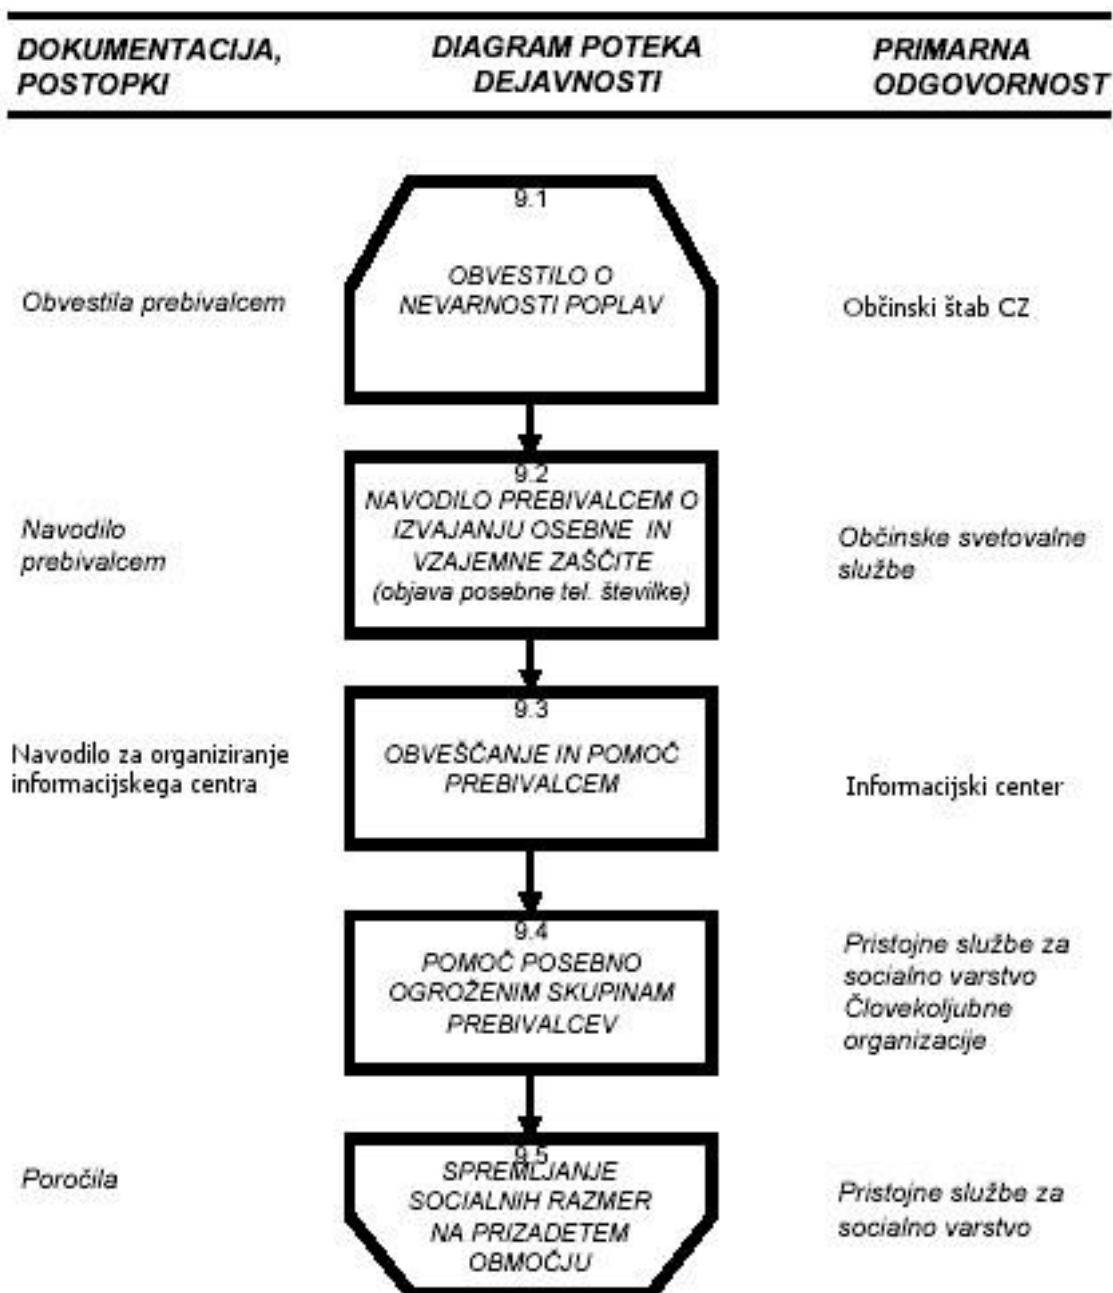 DOKUMENTACIJA,
POSTOPKI
DIAGRAM POTEKA
DEJAVNOSTI
PRIMARNA
ODGOVORNOST
Obvestila prebivalcem
9.1
OBVESTILO O
NEVARNOSTI POPLAV
Občinski štab CZ
Navodilo
prebivalcem
9.2
NAVODILO PREBIVALCEM O
IZVAJANJU OSEBNE IN
VZAJEMNE ZAŠČITE
(objava posebne tel. številke)
Občinske svetovalne
službe
Navodilo za organiziranje
informacijskega centra
9.3
OBVEŠČANJE IN POMOČ
PREBIVALCEM
Informacijski center
9.4
POMOČ POSEBNO
OGROŽENIM SKUPINAM
PREBIVALCEV
Pristojne službe za
socialno varstvo
Človekoljubne
organizacije
Poročila
9.5
SPREMLJANJE
SOCIALNIH RAZMER
NA PRIZADETEM
OBMOČJU
Pristojne službe za
socialno varstvo